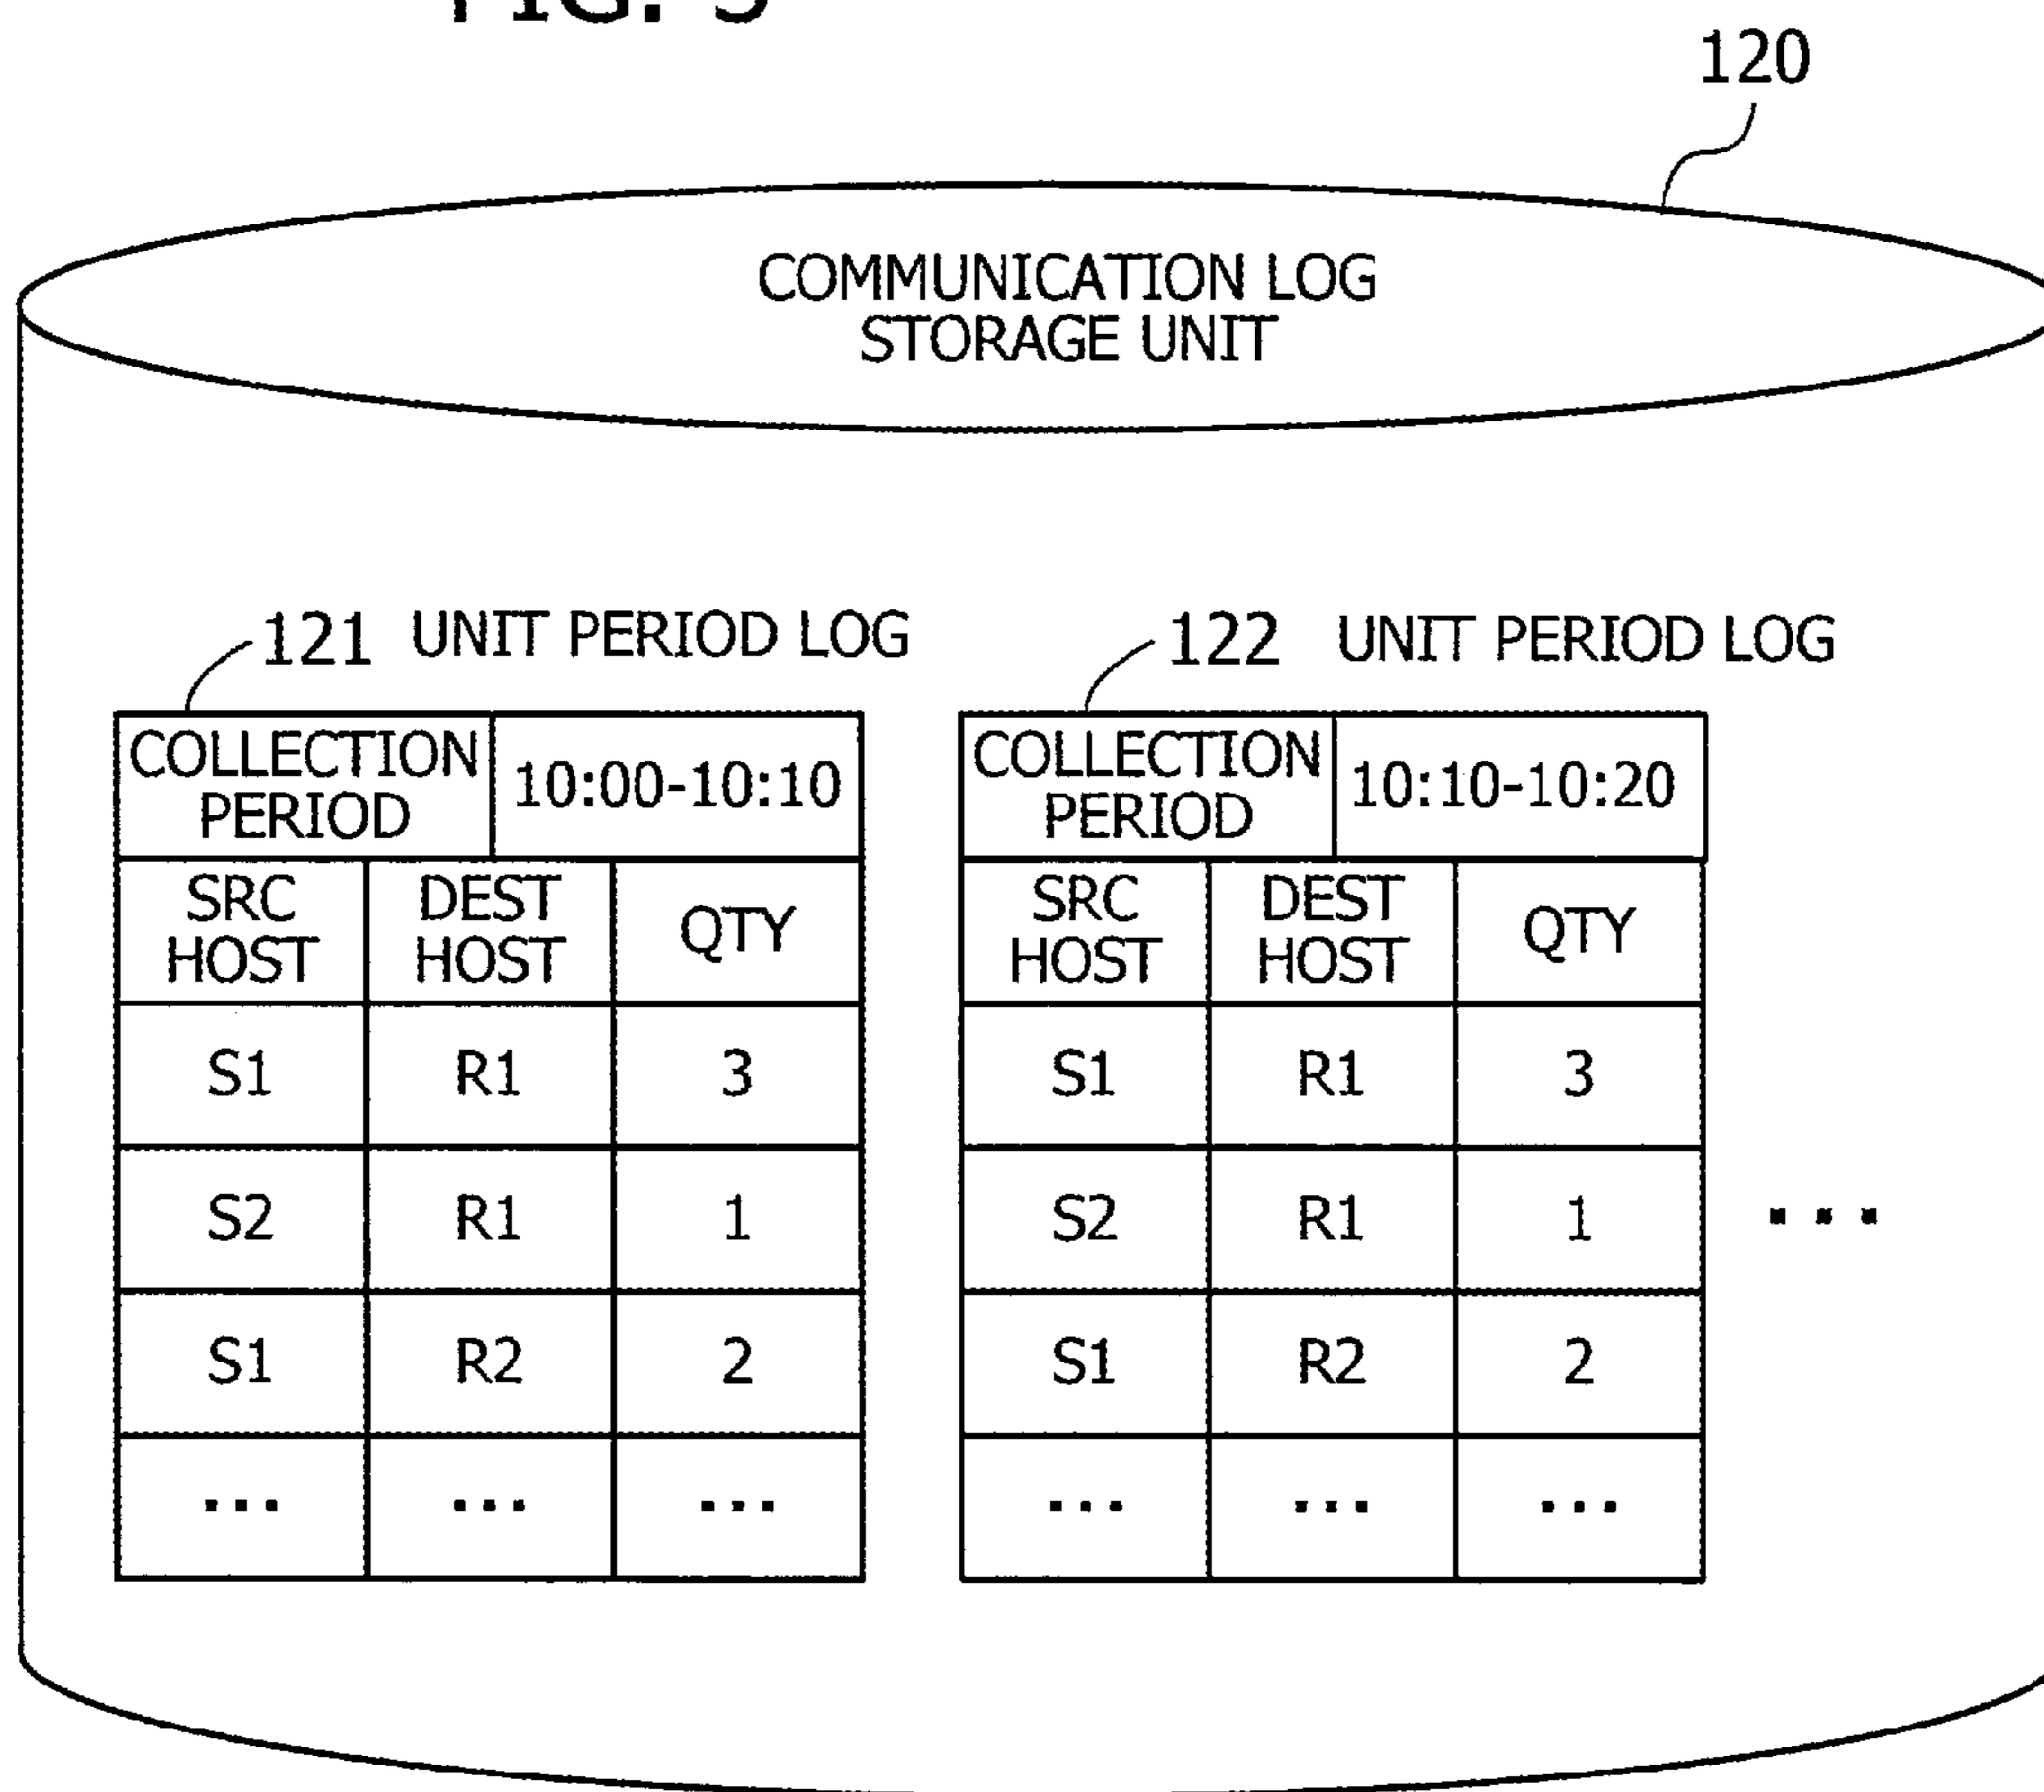 FIG. 5
120
COMMUNICATION LOG
STORAGE UNIT
121 UNIT PERIOD LOG
COLLECTION
PERIOD
10:00-10:10
SRC
HOST
DEST
HOST
QTY
S1 R1 3
S2 R1 1
S1 R2 2
... ... ...
122 UNIT PERIOD LOG
COLLECTION
PERIOD
10:10-10:20
SRC
HOST
DEST
HOST
QTY
S1 R1 3
S2 R1 1
S1 R2 2
... ... ...
...